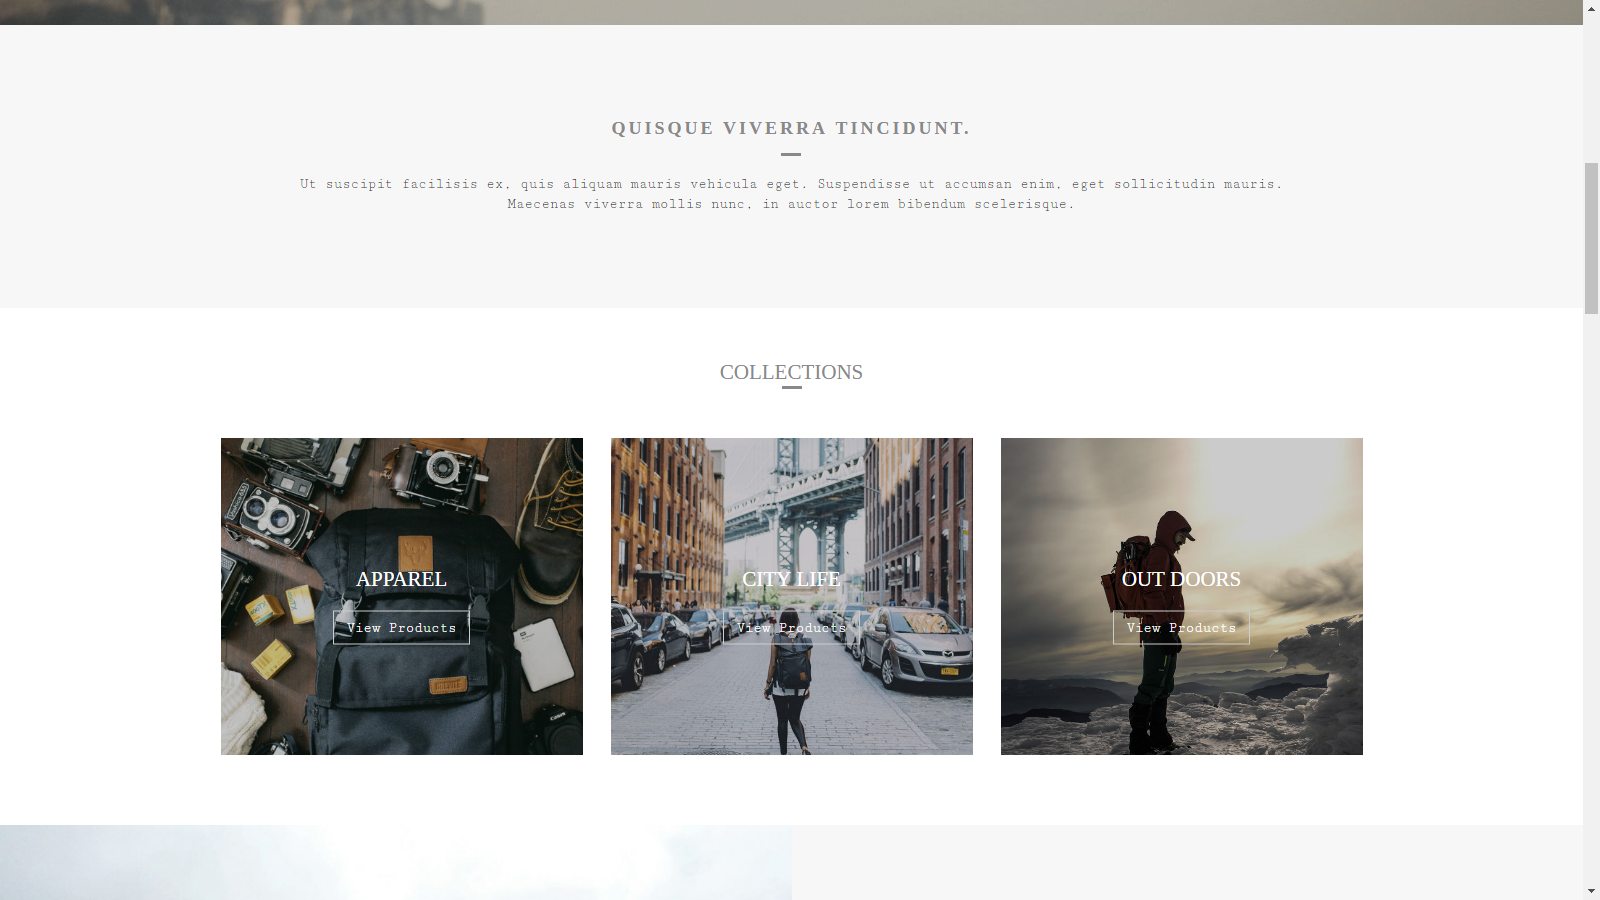 QUISQUE VIVERRA TINCIDUNT.
Ut suscipit facilisis ex, quis aliquam mauris vehicula eget. Suspendisse ut accumsan enim, eget sollicitudin mauris.
Maecenas viverra mollis nunc, in auctor lorem bibendum scelerisque.
COLLECTIONS
APPAREL
CITY LIFE
OUT DOORS
View Products
View Products
View Products